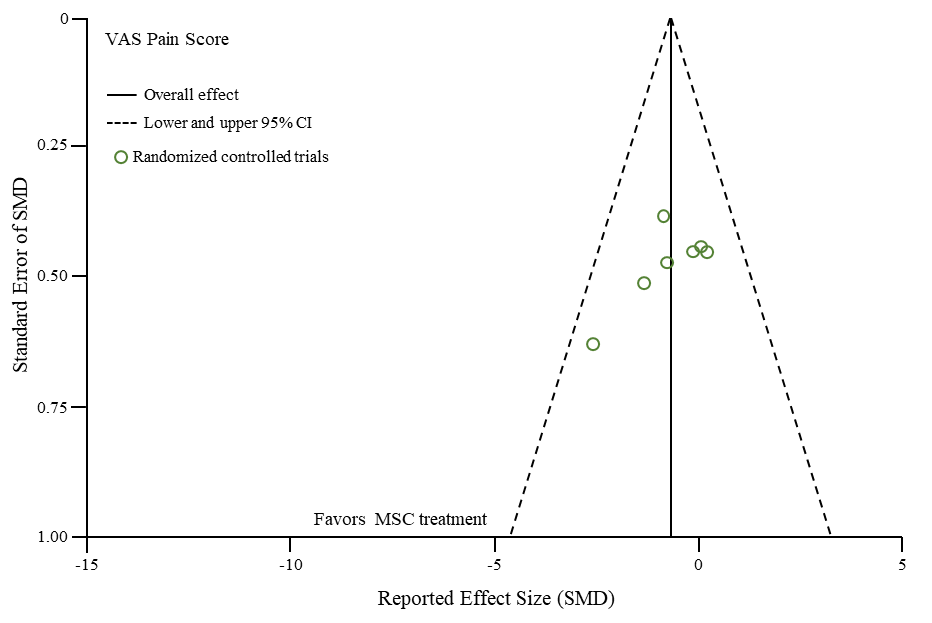 VAS Pain Score
Overall effect
Lower and upper 95% CI
Randomized controlled trials
Standard Error of SMD
0
0.25
0.50
0.75
1.00
Favors MSC treatment
-15
-10
-5
0
5
Reported Effect Size (SMD)